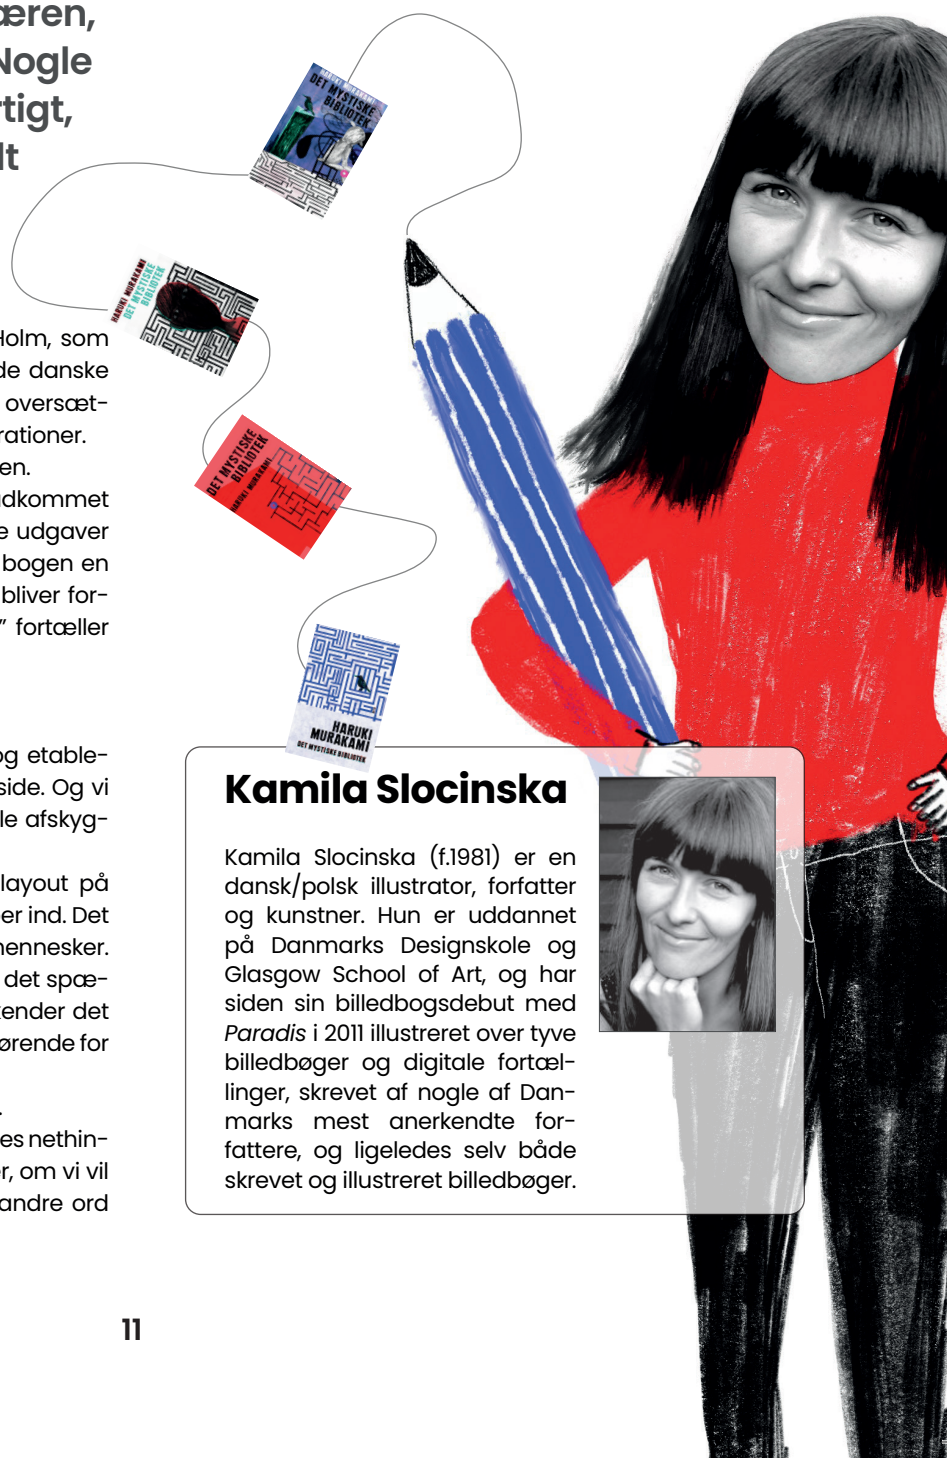 æren,
Nogle
rtigt,
lt
Holm, som
de danske
oversæt-
rationer.
en.
udkommet
e udgaver
bogen en
bliver for-
” fortæller
og etable-
side. Og vi
le afskyg-
layout på
er ind. Det
mennesker.
det spæ-
kender det
ørende for
.
es nethin-
r, om vi vil
andre ord
HARUKI MURAKAMI
DET MYSTISKE
BIBLIOTEK
HARUKI MURAKAMI
DET MYSTISKE
BIBLIOTEK
DET MYSTISKE
BIBLIOTEK
HARUKI MURAKAMI
HARUKI
MURAKAMI
DET MYSTISKE BIBLIOTEK
Kamila Slocinska
Kamila Slocinska (f.1981) er en
dansk/polsk illustrator, forfatter
og kunstner. Hun er uddannet
på Danmarks Designskole og
Glasgow School of Art, og har
siden sin billedbogsdebut med
Paradis i 2011 illustreret over tyve
billedbøger og digitale fortæl-
linger, skrevet af nogle af Dan-
marks mest anerkendte for-
fattere, og ligeledes selv både
skrevet og illustreret billedbøger.
11